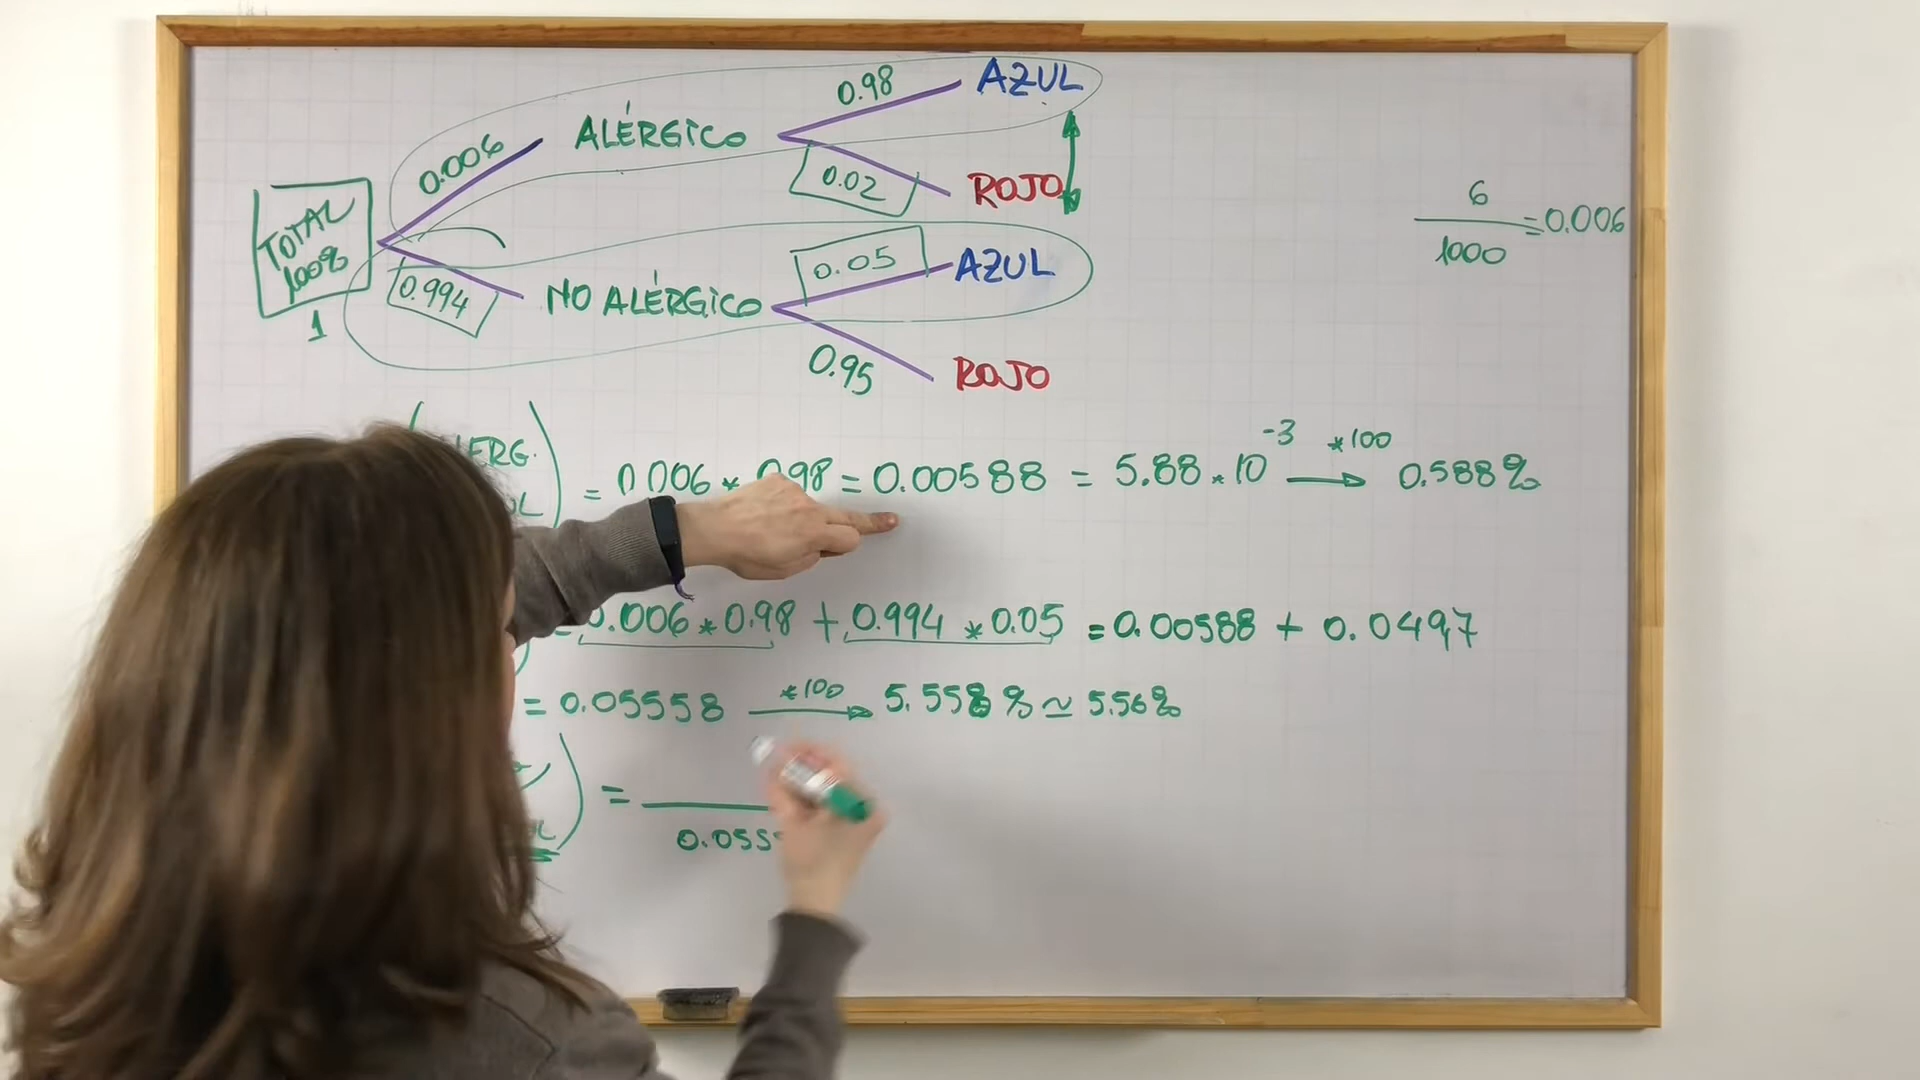 0.98 AZUL
0.006 ALÉRGICO
0.02 ROJO
TOTAL
100%
1
6
1000
=0.006
0.994 NO ALÉRGICO
0.05 AZUL
0.95 ROJO
ERG.
= 0.006 * 0.98 = 0.00588 = 5.88 * 10 -3 *100 0.588%
= 0.006 * 0.98 + 0.994 * 0.05 = 0.00588 + 0.0497
= 0.05558 *100 5.558 % ≃ 5.56%
=
0.055